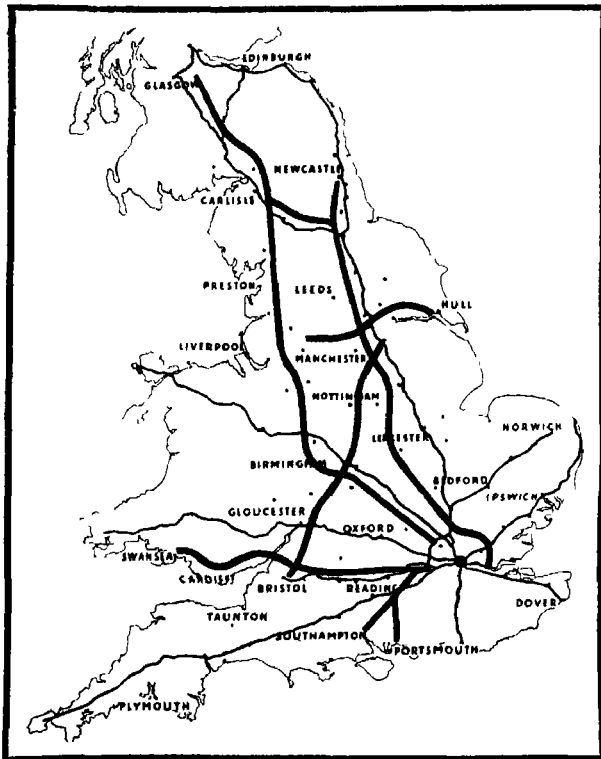 EDINBURGH
GLASGOW
NEWCASTLE
CARLISLE
PRESTON
LEEDS
HULL
LIVERPOOL
MANCHESTER
NOTTINGHAM
LEICESTER
NORWICH
BIRMINGHAM
BEDFORD
IPSWICH
GLOUCESTER
OXFORD
SWANSEA
CARDIFF
BRISTOL
READING
DOVER
TAUNTON
SOUTHAMPTON
PORTSMOUTH
PLYMOUTH